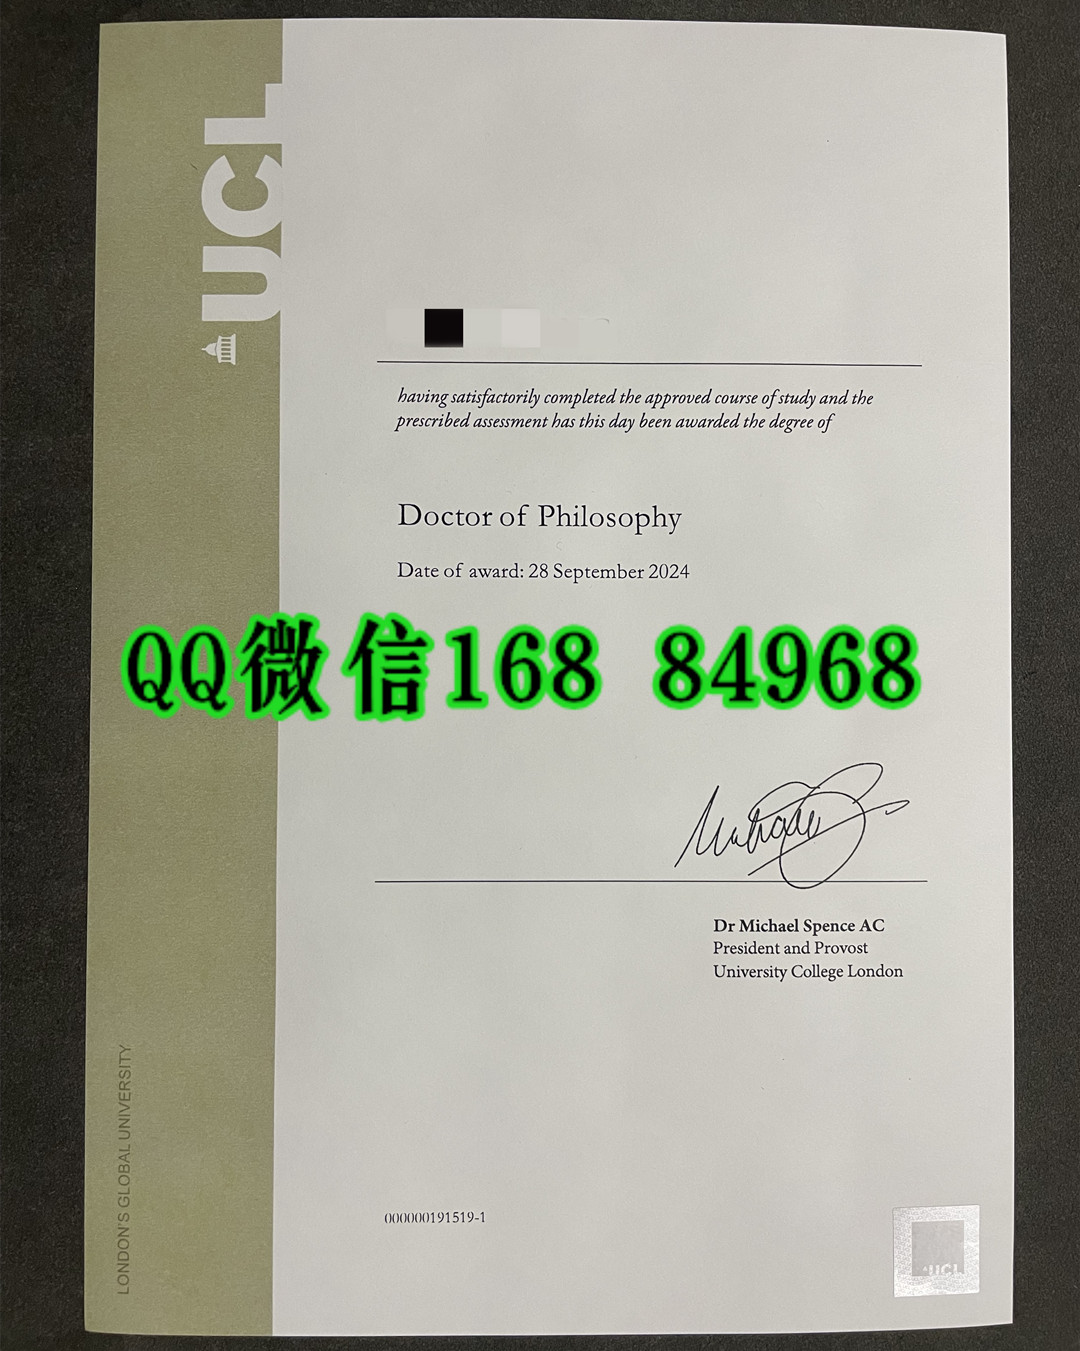 UCL
having satisfactorily completed the approved course of study and the
prescribed assessment has this day been awarded the degree of
Doctor of Philosophy
Date of award: 28 September 2024
QQ微信168 84968
Dr Michael Spence AC
President and Provost
University College London
LONDON'S GLOBAL UNIVERSITY
000000191519-1
UCL